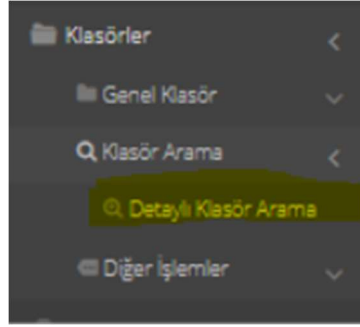 Klasörler
Genel Klasör
Klasör Arama
Detaylı Klasör Arama
Diğer İşlemler